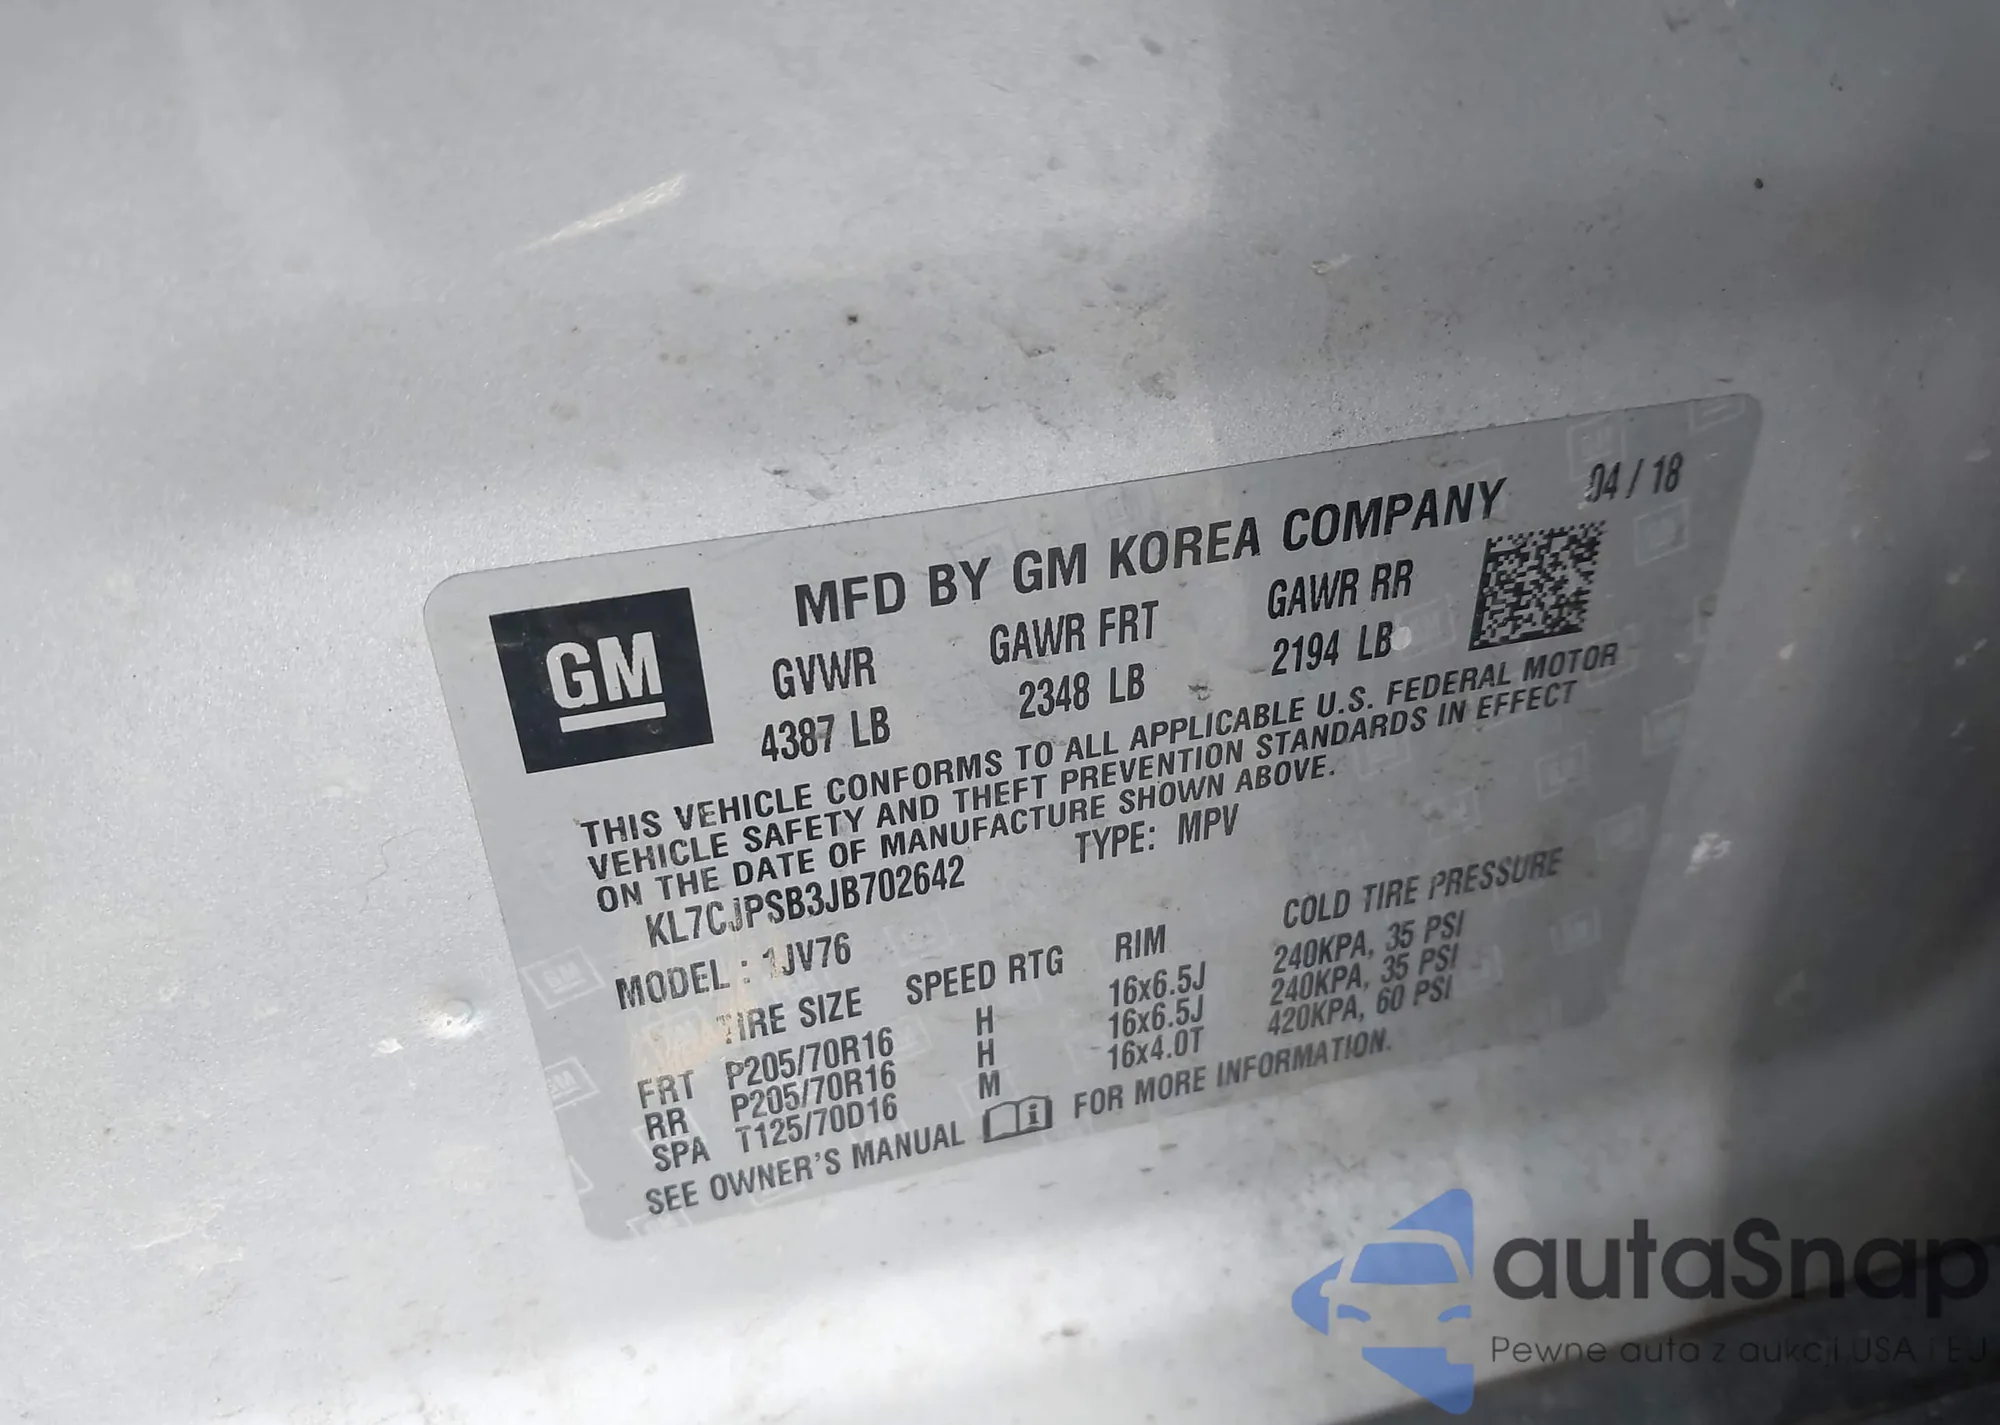 MFD BY GM KOREA COMPANY 04 / 18
GM
GVWR GAWR FRT GAWR RR
4387 LB 2348 LB 2194 LB
THIS VEHICLE CONFORMS TO ALL APPLICABLE U.S. FEDERAL MOTOR
VEHICLE SAFETY AND THEFT PREVENTION STANDARDS IN EFFECT
ON THE DATE OF MANUFACTURE SHOWN ABOVE.
KL7CJPSB3JB702642 TYPE: MPV
MODEL : 1JV76
TIRE SIZE SPEED RTG RIM COLD TIRE PRESSURE
FRT P205/70R16 H 16x6.5J 240KPA, 35 PSI
RR P205/70R16 H 16x6.5J 240KPA, 35 PSI
SPA T125/70D16 M 16x4.0T 420KPA, 60 PSI
SEE OWNER'S MANUAL FOR MORE INFORMATION.
autaSnap
Pewne auta z aukcji USA i EU